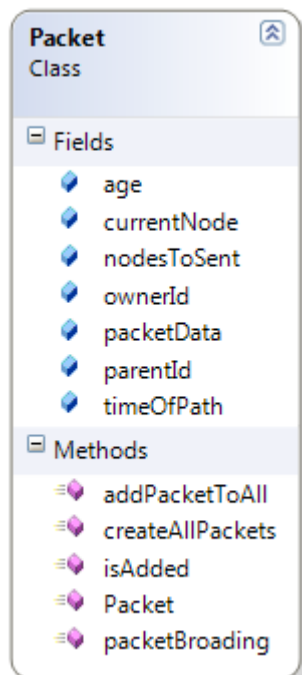 Packet
Class
Fields
age
currentNode
nodesToSent
ownerId
packetData
parentId
timeOfPath
Methods
addPacketToAll
createAllPackets
isAdded
Packet
packetBroading